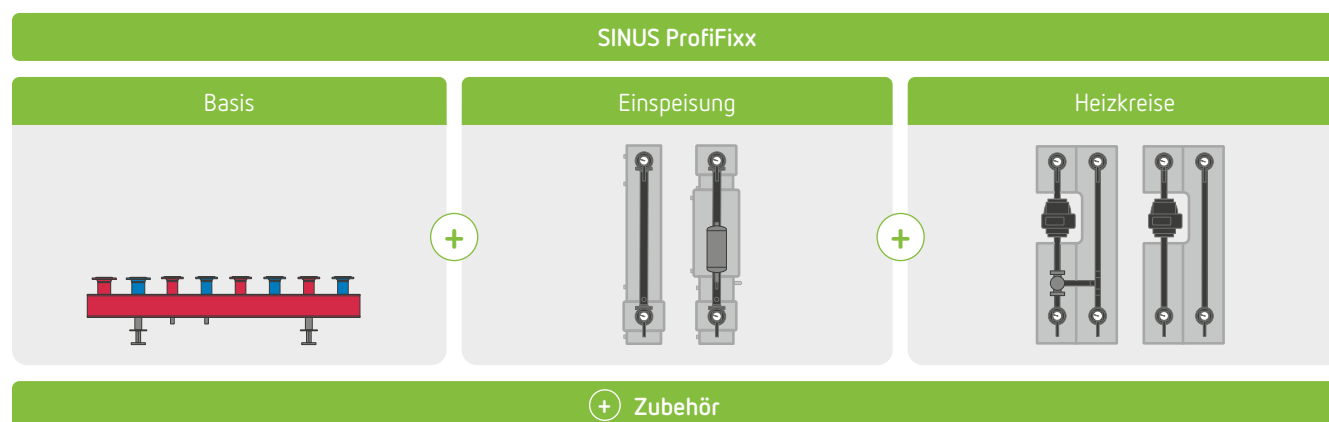 SINUS ProfiFixx
Basis
Einspeisung
Heizkreise
+
+
+ Zubehör